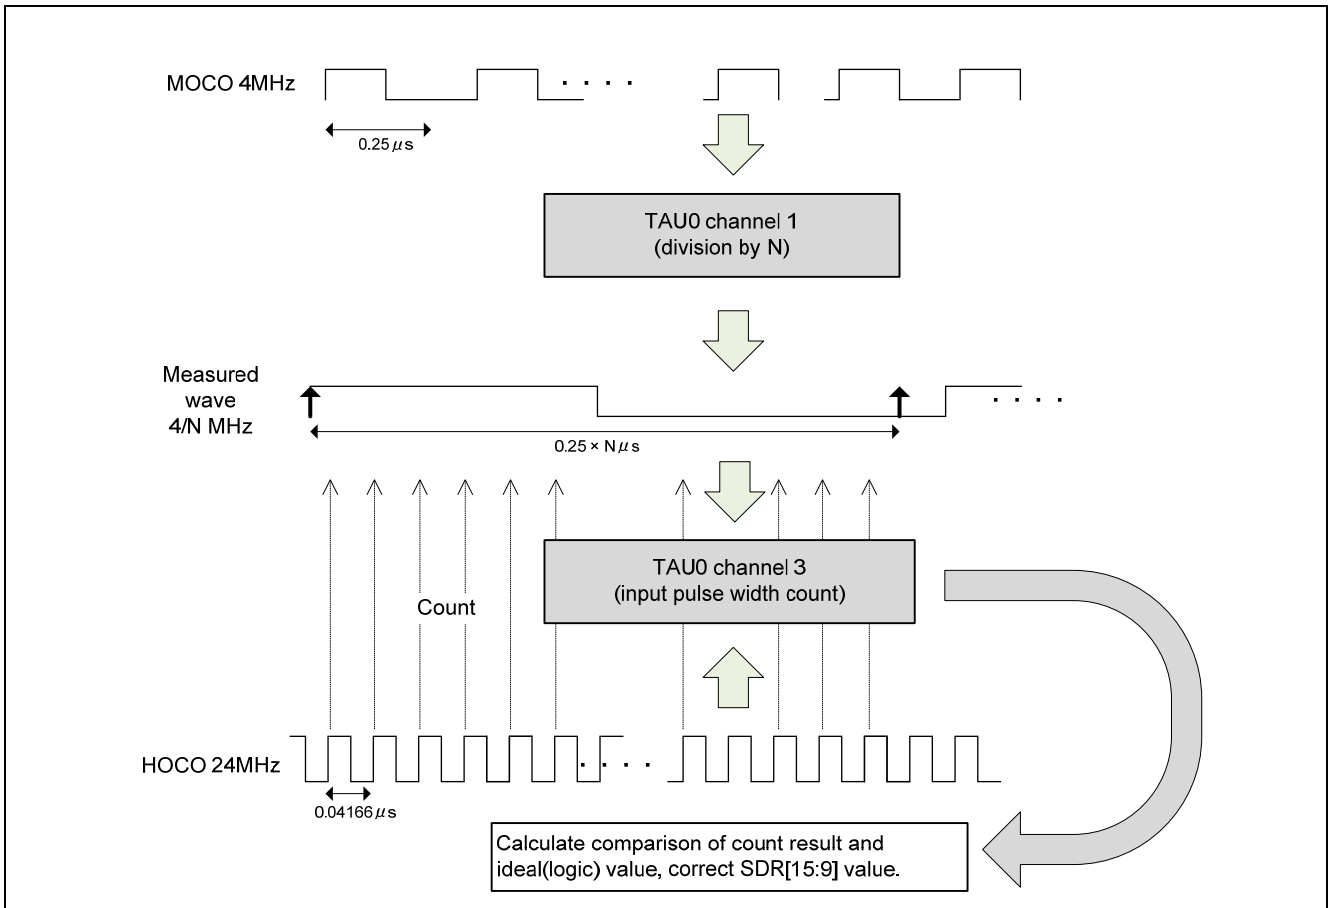 MOCO 4MHz
0.25μs
TAU0 channel 1
(division by N)
Measured
wave
4/N MHz
0.25 × Nμs
TAU0 channel 3
(input pulse width count)
Count
HOCO 24MHz
0.04166μs
Calculate comparison of count result and
ideal(logic) value, correct SDR[15:9] value.